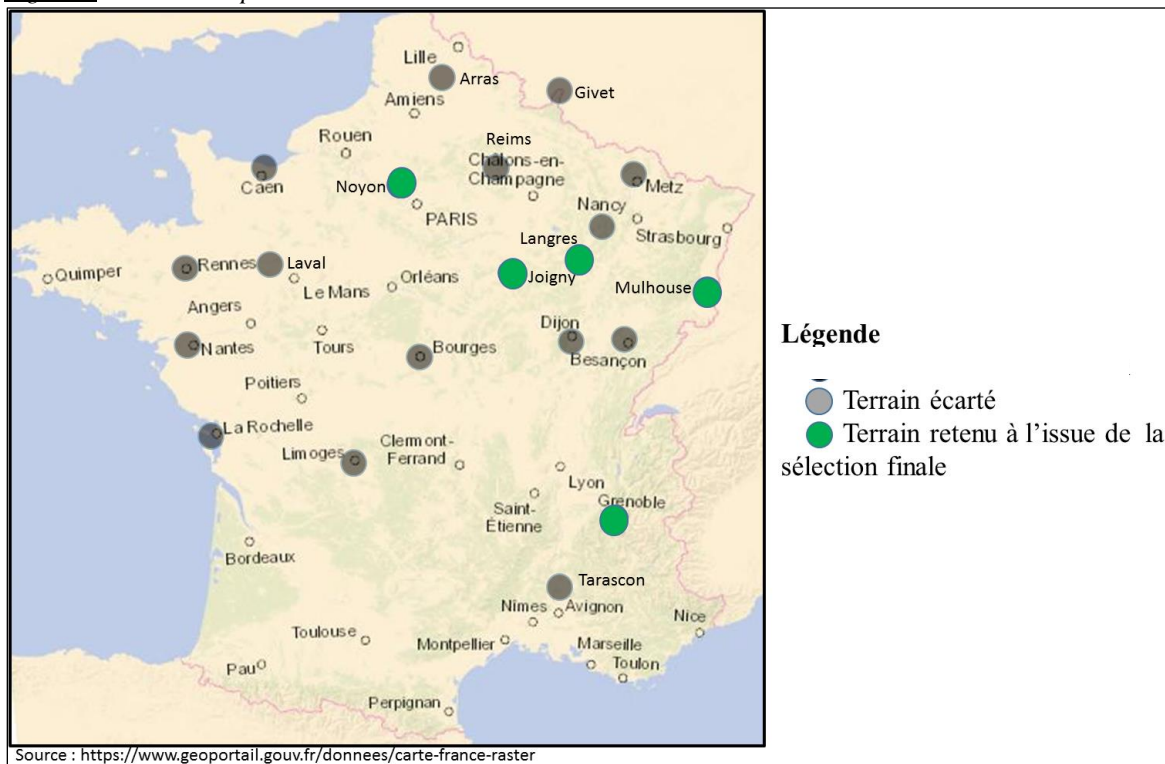 Lille
Arras
Givet
Amiens
Rouen
Reims
Châlons-en-
Champagne
Caen
Noyon
Metz
PARIS
Nancy
Strasbourg
Langres
Quimper
Rennes
Laval
Le Mans
Orléans
Joigny
Mulhouse
Angers
Dijon
Nantes
Tours
Bourges
Besançon
Poitiers
La Rochelle
Limoges
Clermont-
Ferrand
Lyon
Saint-
Étienne
Grenoble
Bordeaux
Tarascon
Nîmes
Avignon
Nice
Toulouse
Montpellier
Marseille
Pau
Toulon
Perpignan
Légende
Terrain écarté
Terrain retenu à l'issue de la
sélection finale
Source : https://www.geoportail.gouv.fr/donnees/carte-france-raster